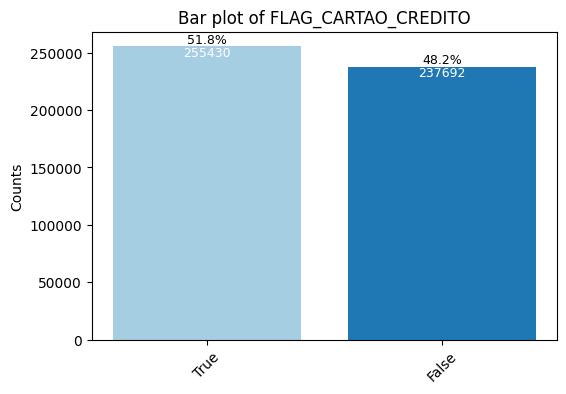 Bar plot of FLAG_CARTAO_CREDITO
51.8%
255430
48.2%
237692
250000
200000
150000
100000
50000
0
Counts
True
False